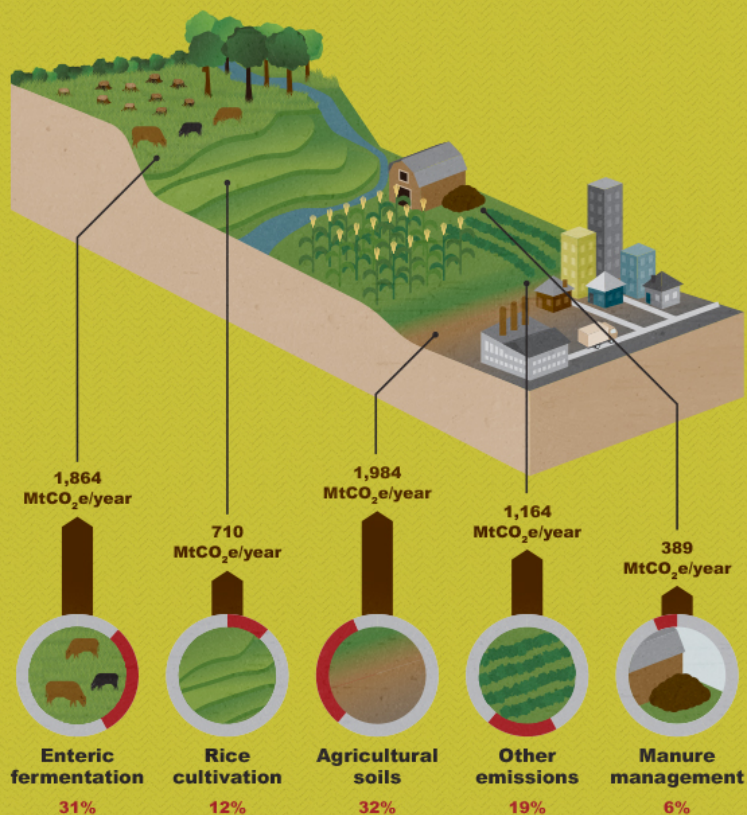 1,864
MtCO₂e/year
710
MtCO₂e/year
1,984
MtCO₂e/year
1,164
MtCO₂e/year
389
MtCO₂e/year
Enteric
fermentation
31%
Rice
cultivation
12%
Agricultural
soils
32%
Other
emissions
19%
Manure
management
6%